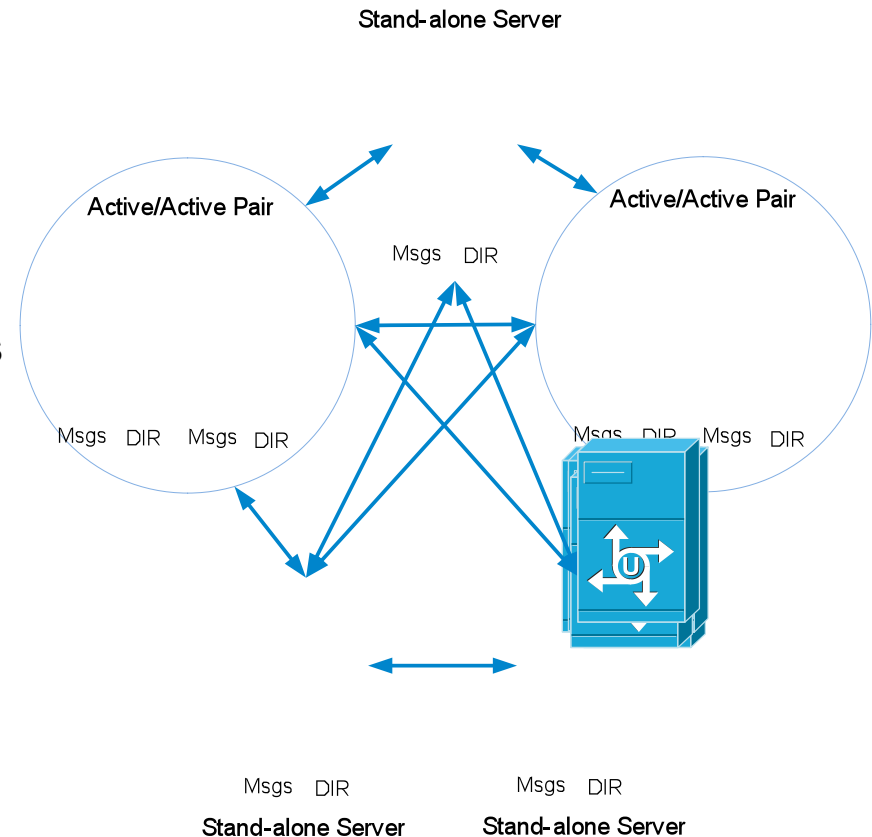 Stand-alone Server
Active/Active Pair
Active/Active Pair
Msgs DIR
Msgs DIR Msgs DIR
Msgs DIR Msgs DIR
U
Msgs DIR
Msgs DIR
Stand-alone Server
Stand-alone Server